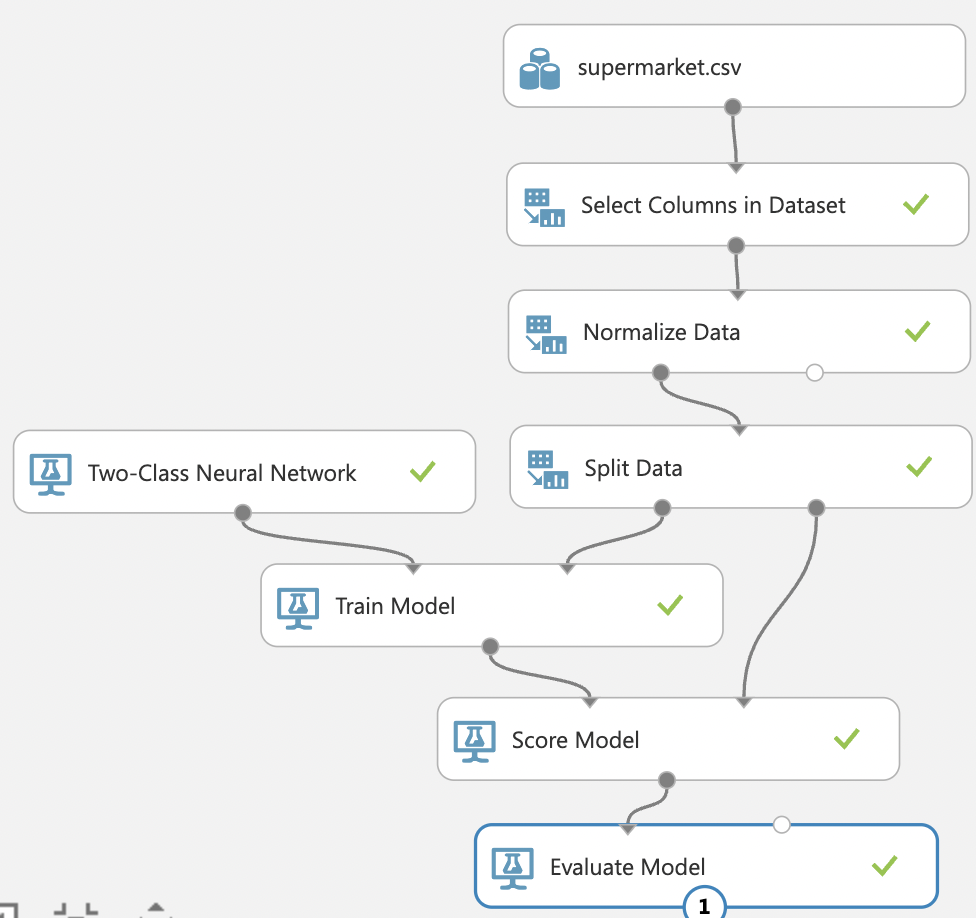 supermarket.csv
Select Columns in Dataset
Normalize Data
Two-Class Neural Network
Split Data
Train Model
Score Model
Evaluate Model
1